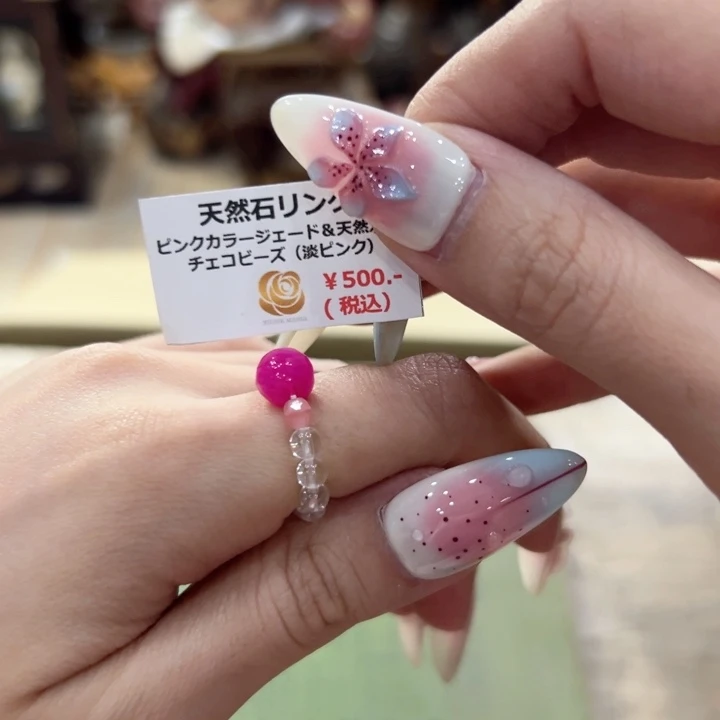 天然石リング
ピンクカラージェード＆天然
チェコビーズ（淡ピンク）
￥500.-
(税込)